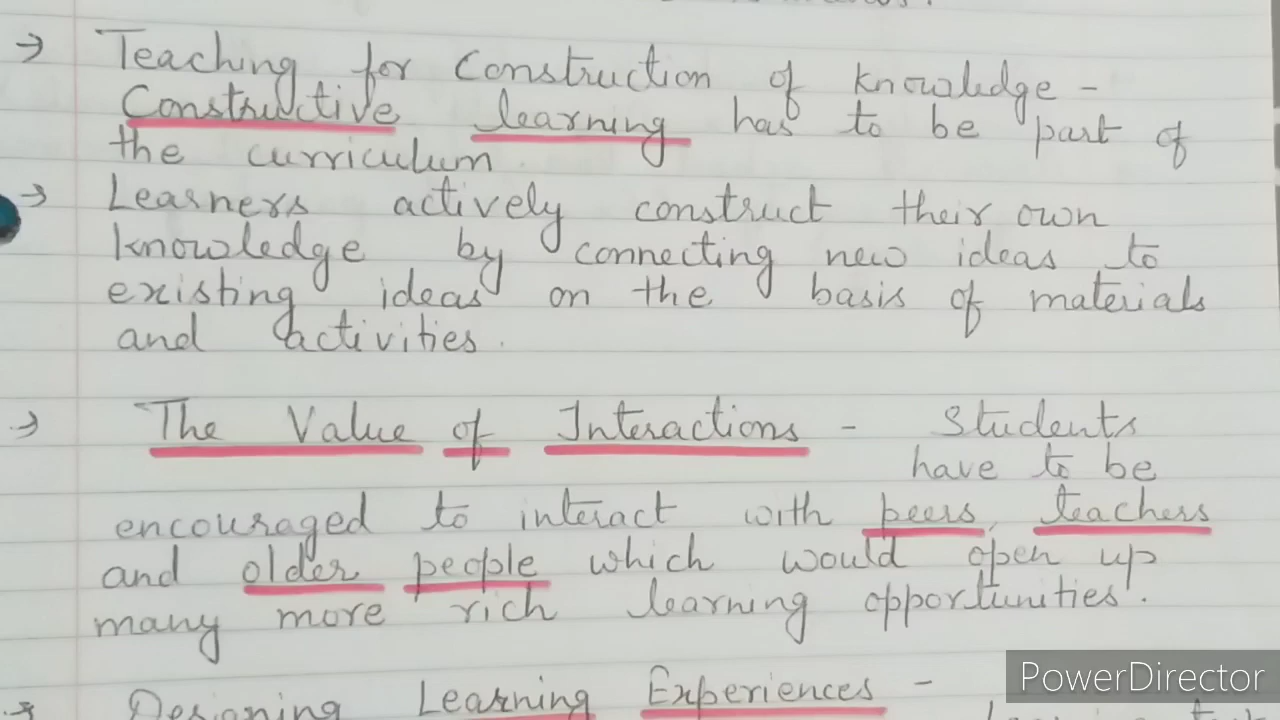 → Teaching for Construction of knowledge -
Constructive learning has to be part of
the curriculum.
→ Learners actively construct their own
knowledge by connecting new ideas to
existing ideas on the basis of materials
and activities.
→ The Value of Interactions - Students
have to be
encouraged to interact with peers, teachers
and older people which would open up
many more rich learning opportunities.
→ Designing Learning Experiences -
PowerDirector